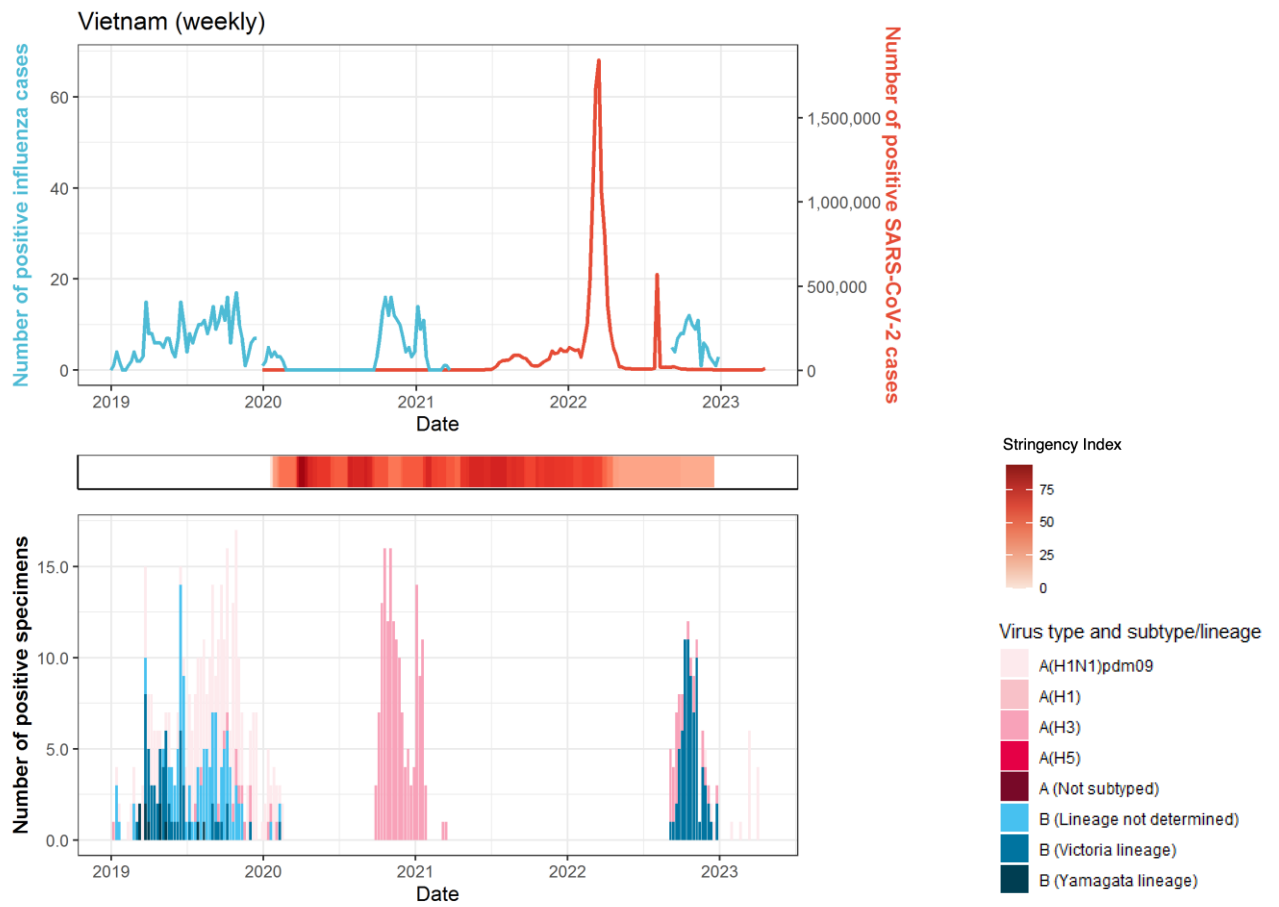 Vietnam (weekly)
Number of positive influenza cases
60
40
20
0
1,500,000
1,000,000
500,000
0
Number of positive SARS-CoV-2 cases
2019
2020
2021
2022
2023
Date
Stringency Index
75
50
25
0
Number of positive specimens
15.0
10.0
5.0
0.0
2019
2020
2021
2022
2023
Date
Virus type and subtype/lineage
A(H1N1)pdm09
A(H1)
A(H3)
A(H5)
A (Not subtyped)
B (Lineage not determined)
B (Victoria lineage)
B (Yamagata lineage)